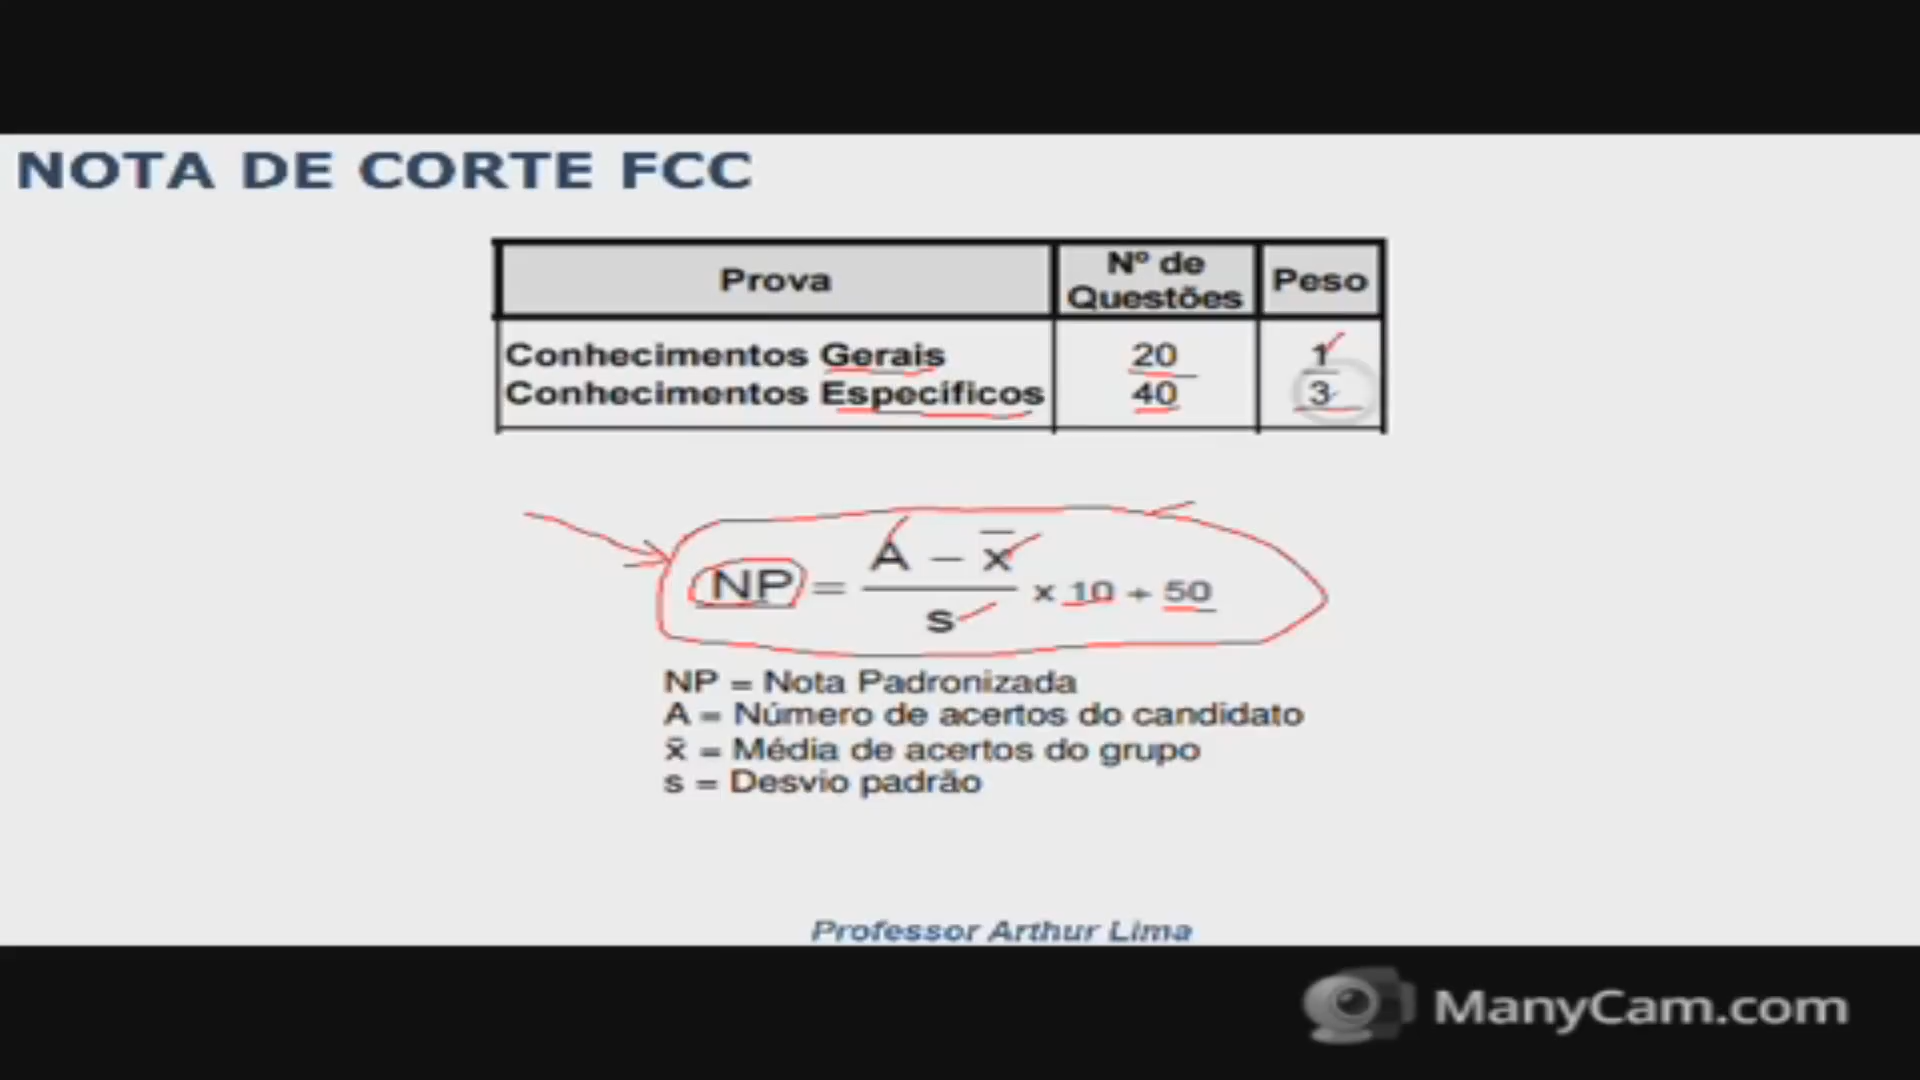 NOTA DE CORTE FCC
Prova Nº de Questões Peso
Conhecimentos Gerais 20 1
Conhecimentos Específicos 40 3
NP = A − x̄ / s × 10 + 50
NP = Nota Padronizada
A = Número de acertos do candidato
x̄ = Média de acertos do grupo
s = Desvio padrão
Professor Arthur Lima
ManyCam.com